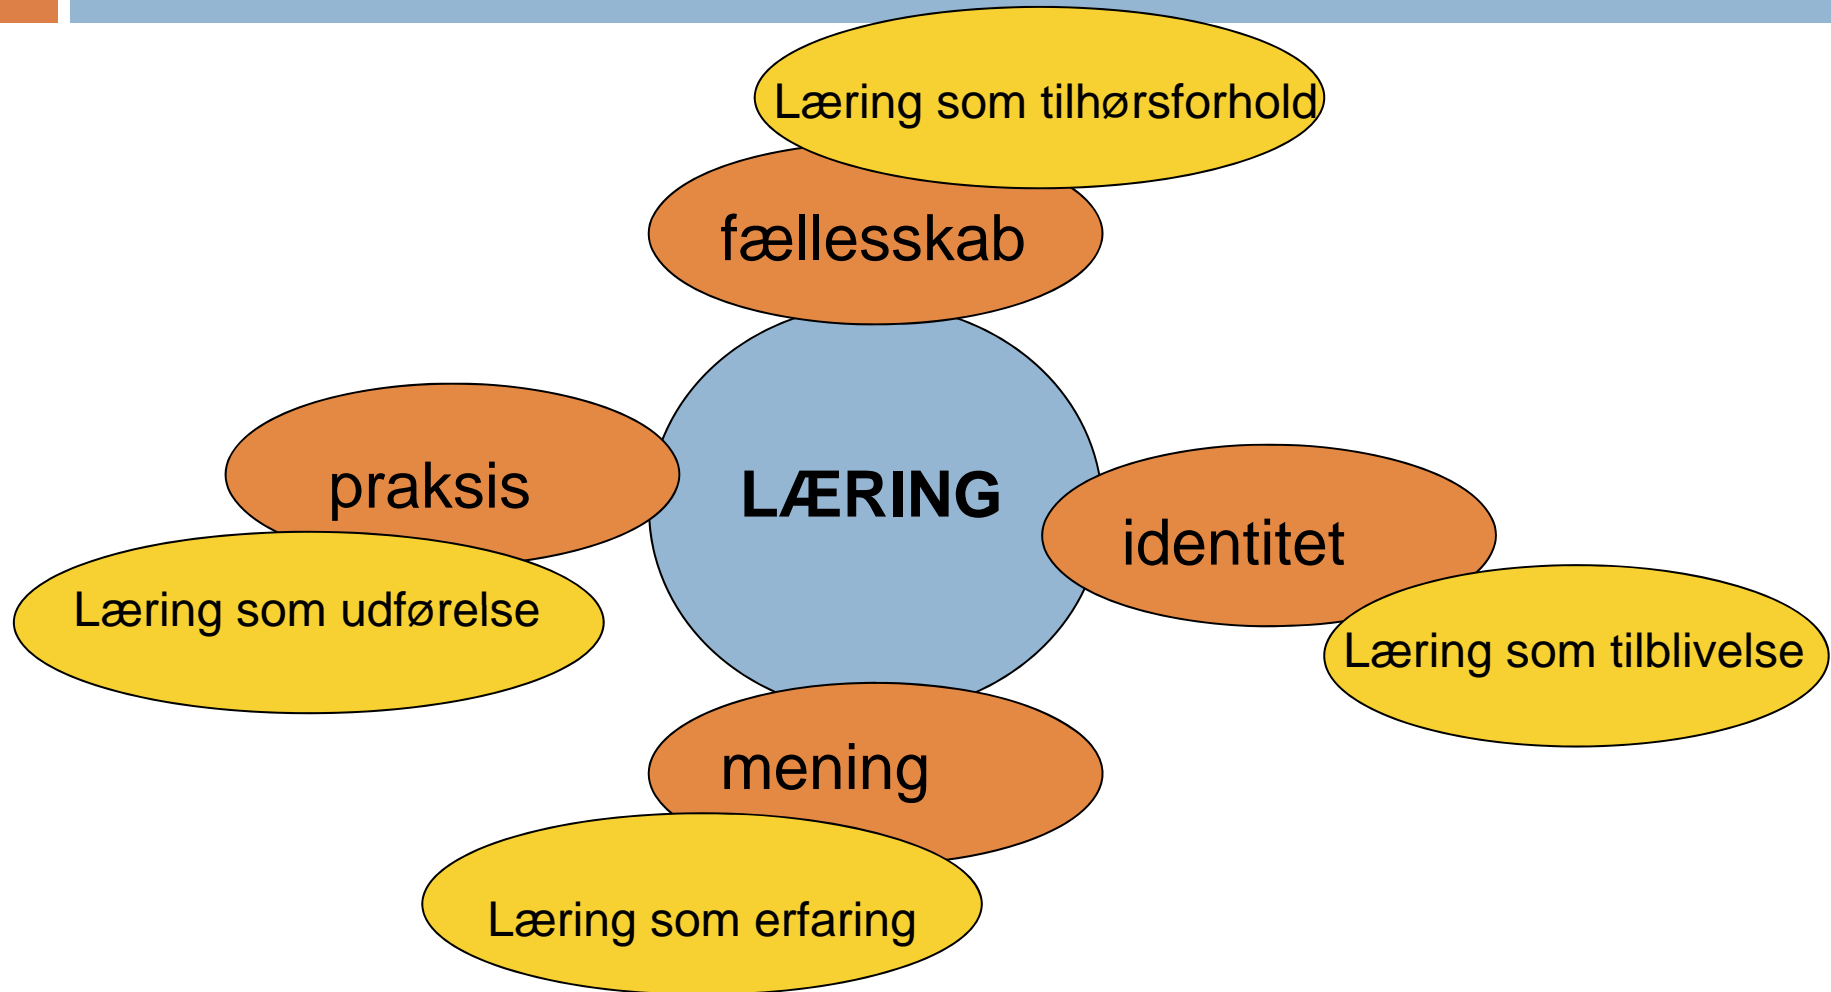 Læring som tilhørsforhold
fællesskab
praksis
LÆRING
identitet
Læring som udførelse
Læring som tilblivelse
mening
Læring som erfaring